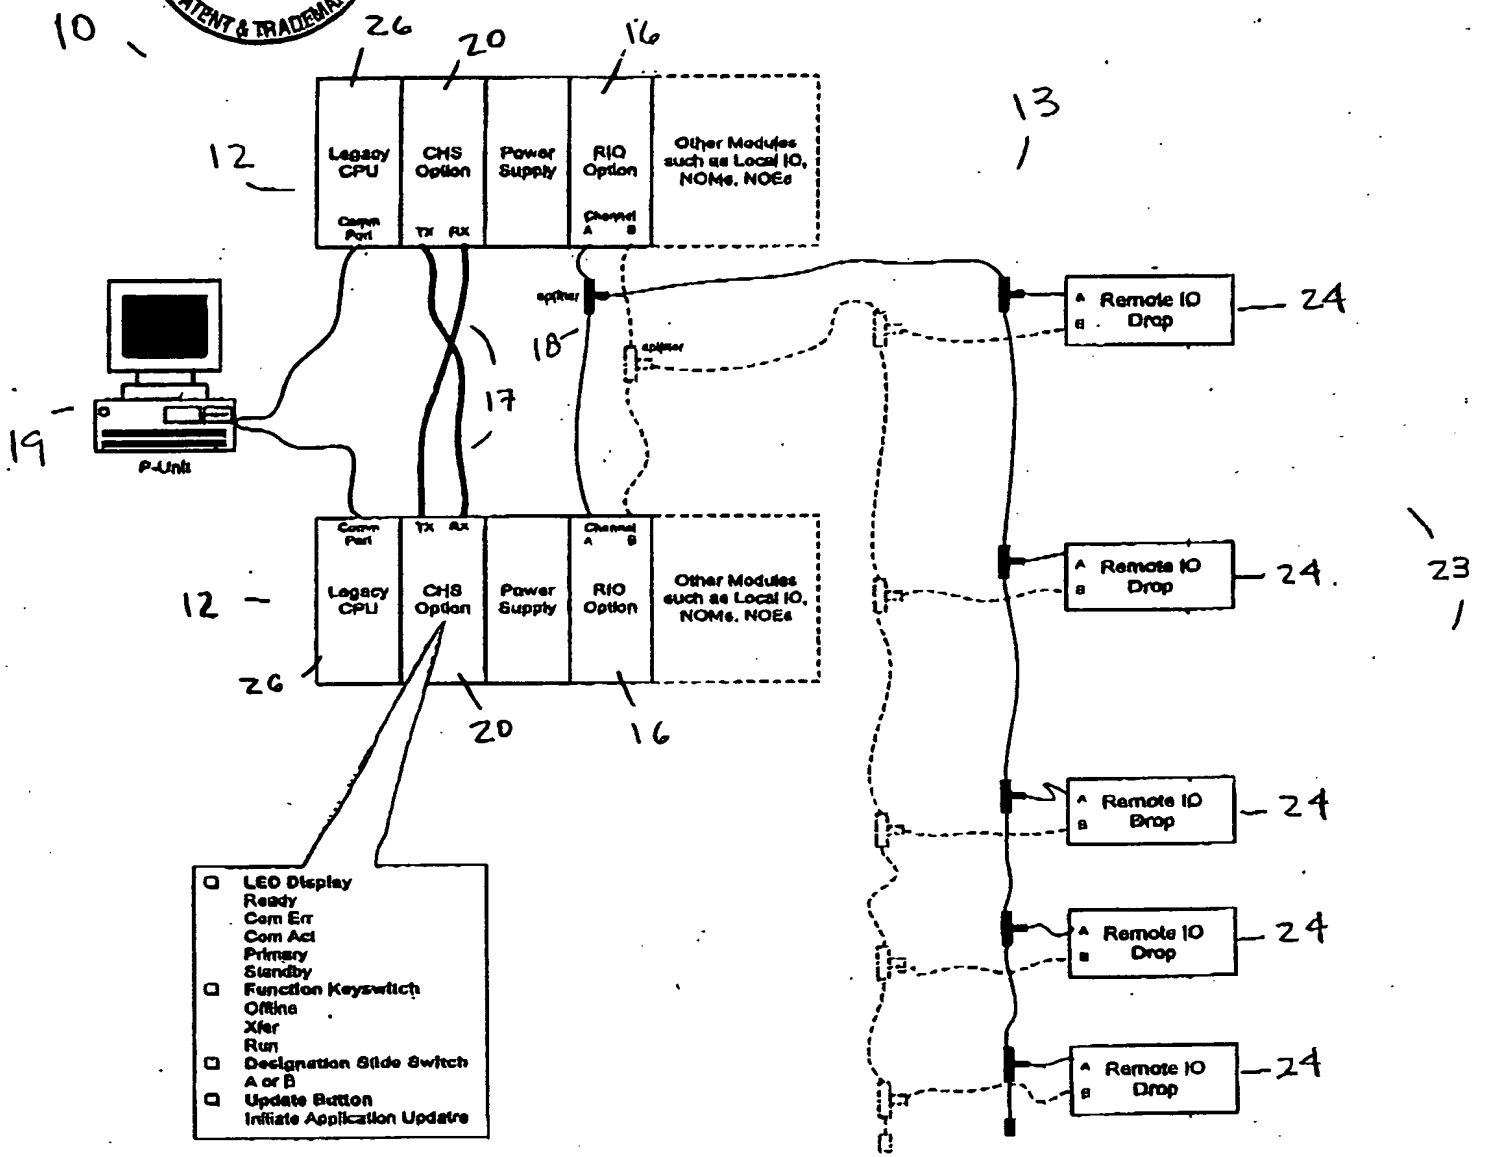 PATENT & TRADEMA
10
26
20
16
13
12
Legacy CPU
CHS Option
Power Supply
RIO Option
Other Modules
such as Local IO,
NOMs, NOEs
Comm Port
TX RX
Channel
A B
splitter
18
splitter
17
19
P-Unit
A Remote IO
B Drop
24
A Remote IO
B Drop
24.
23
Comm Port
TX RX
Channel
A B
12
Legacy CPU
CHS Option
Power Supply
RIO Option
Other Modules
such as Local IO,
NOMs, NOEs
26
20
16
A Remote IO
B Drop
24
A Remote IO
B Drop
24
A Remote IO
B Drop
24
LED Display
Ready
Com Err
Com Act
Primary
Standby
Function Keyswitch
Offline
Xfer
Run
Designation Slide Switch
A or B
Update Button
Initiate Application Updatre